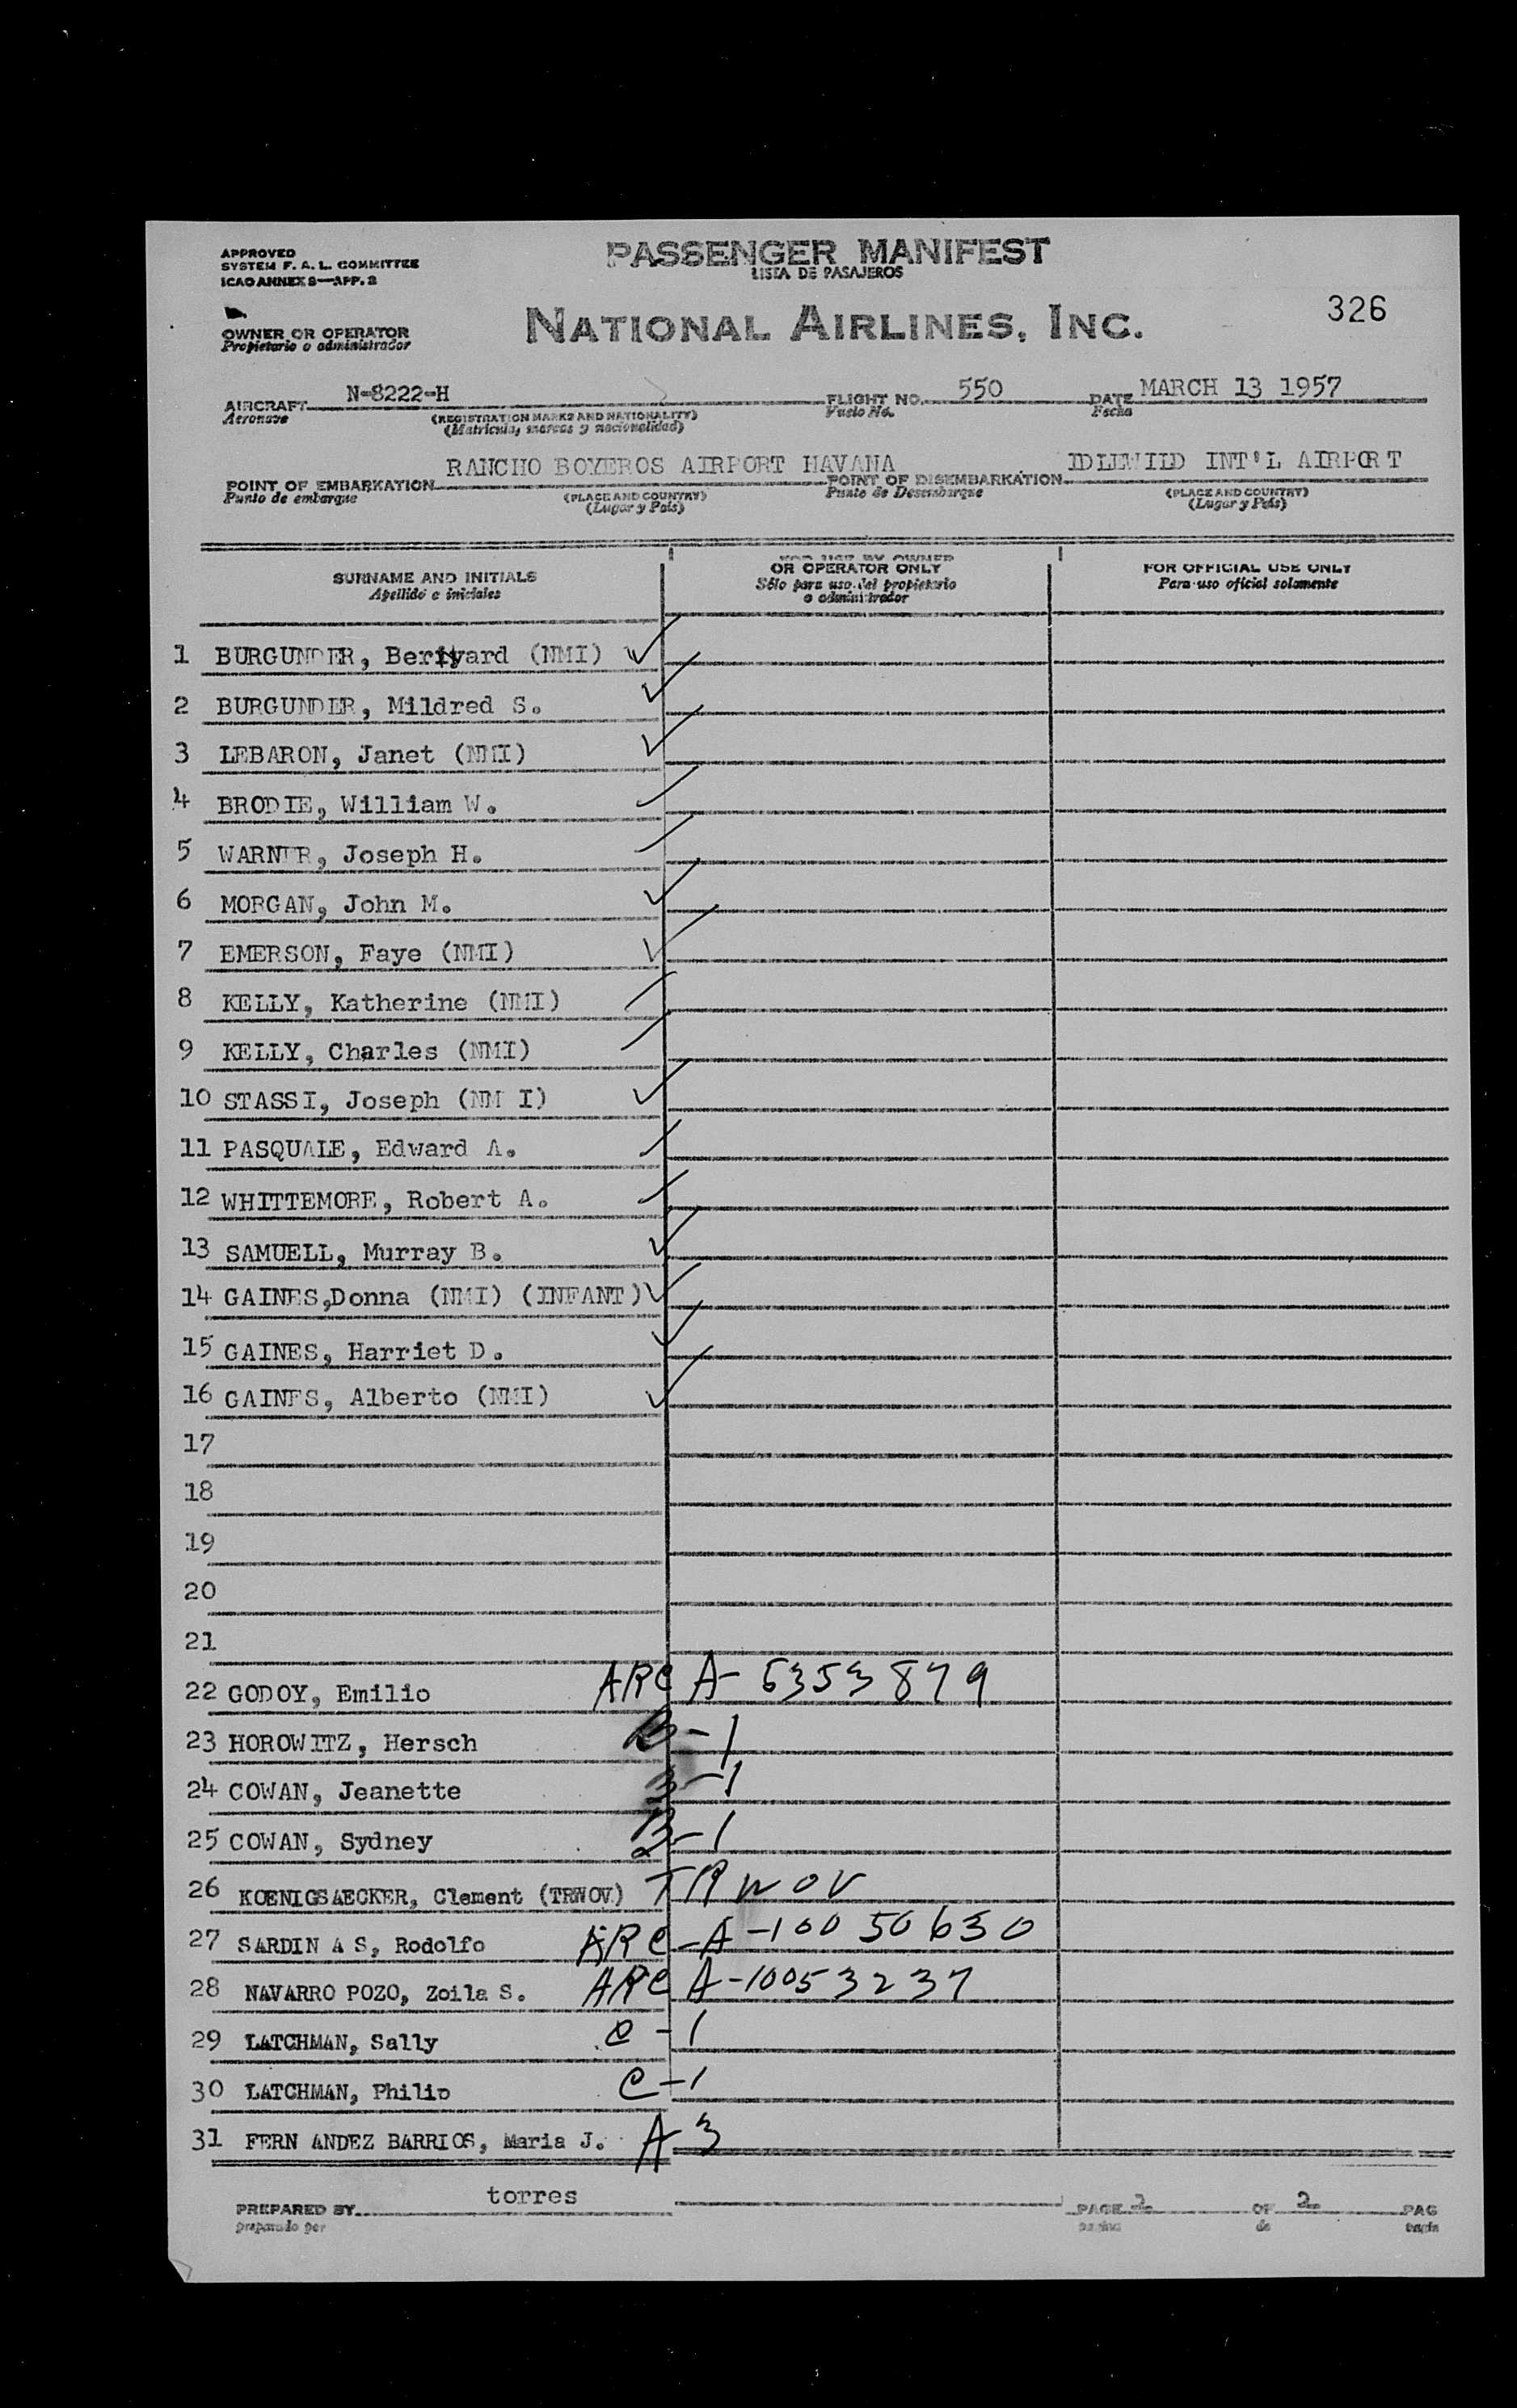 APPROVED
SYSTEM F. A. L. COMMITTEE
ICAO ANNEX 9—APP. 2
PASSENGER MANIFEST
LISTA DE PASAJEROS
326
OWNER OR OPERATOR
Propietario o administrador
NATIONAL AIRLINES, INC.
AIRCRAFT N-8222-H FLIGHT NO. 550 DATE MARCH 13 1957
Aeronave (REGISTRATION MARKS AND NATIONALITY) Vuelo No. Fecha
(Matricula, marcas y nacionalidad)
POINT OF EMBARKATION RANCHO BOYEROS AIRPORT HAVANA POINT OF DISEMBARKATION IDLEWILD INT'L AIRPORT
Punto de embarque (PLACE AND COUNTRY) Punto de Desembarque (PLACE AND COUNTRY)
(Lugar y País) (Lugar y País)
SURNAME AND INITIALS FOR USE BY OWNER OR OPERATOR ONLY FOR OFFICIAL USE ONLY
Apellido e iniciales Sólo para uso del propietario o administrador Para uso oficial solamente
1 BURGUNDER, Bernard (NMI) ✓
2 BURGUNDER, Mildred S. ✓
3 LEBARON, Janet (NMI) ✓
4 BRODIE, William W. ✓
5 WARNER, Joseph H. ✓
6 MORGAN, John M. ✓
7 EMERSON, Faye (NMI) ✓
8 KELLY, Katherine (NMI) ✓
9 KELLY, Charles (NMI) ✓
10 STASSI, Joseph (NM I) ✓
11 PASQUALE, Edward A. ✓
12 WHITTEMORE, Robert A. ✓
13 SAMUELL, Murray B. ✓
14 GAINES,Donna (NMI) (INFANT) ✓
15 GAINES, Harriet D. ✓
16 GAINES, Alberto (NMI) ✓
17
18
19
20
21
22 GODOY, Emilio ARC A-5353879
23 HOROWITZ, Hersch B-1
24 COWAN, Jeanette B-1
25 COWAN, Sydney B-1
26 KOENIGSAECKER, Clement (TRWOV) TRWOV
27 SARDIN A S, Rodolfo ARC-A-10050630
28 NAVARRO POZO, Zoila S. ARC A-10053237
29 LATCHMAN, Sally C-1
30 LATCHMAN, Philip C-1
31 FERN ANDEZ BARRIOS, Maria J. A-3
PREPARED BY torres PAGE OF 2 PAG
preparado por pagina de